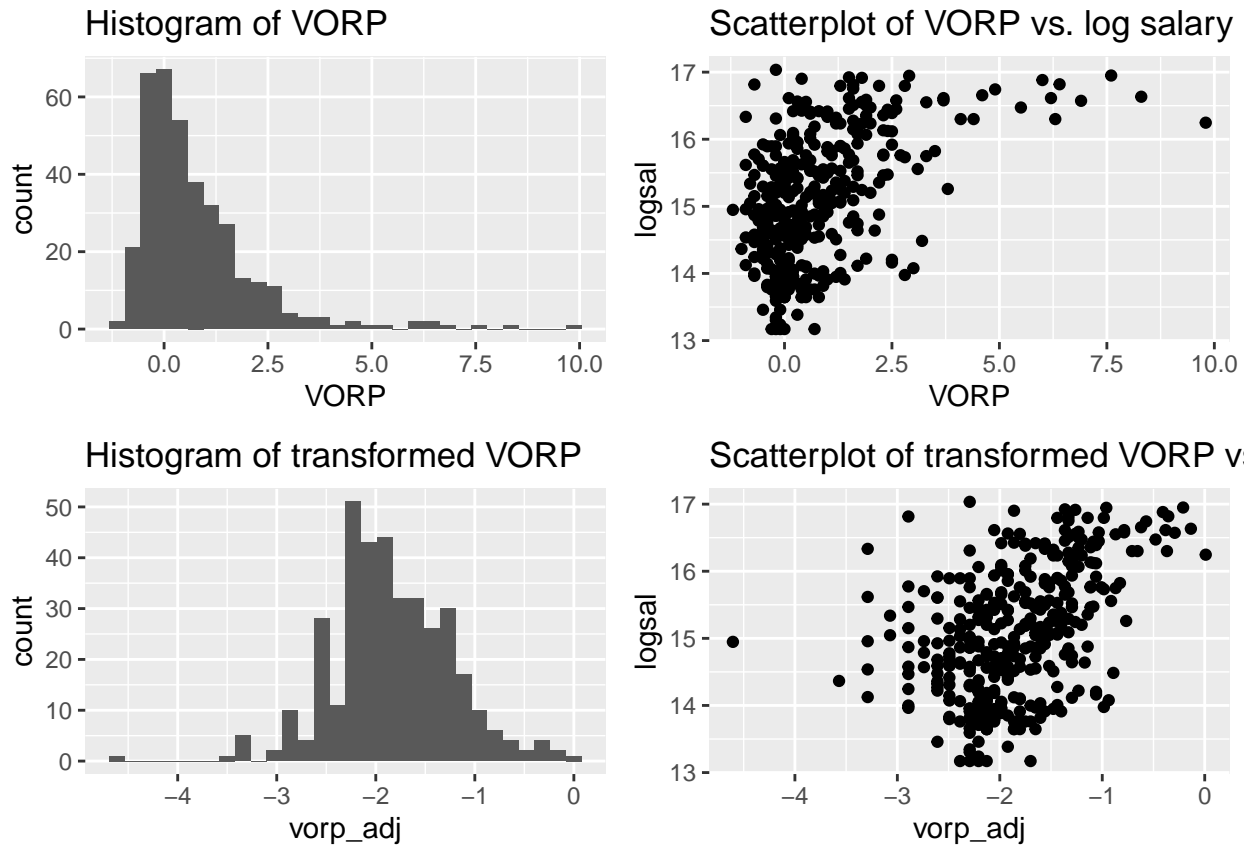 Histogram of VORP
60
40
20
0
count
0.0 2.5 5.0 7.5 10.0
VORP
Scatterplot of VORP vs. log salary
17
16
15
14
13
logsal
0.0 2.5 5.0 7.5 10.0
VORP
Histogram of transformed VORP
50
40
30
20
10
0
count
−4 −3 −2 −1 0
vorp_adj
Scatterplot of transformed VORP vs
17
16
15
14
13
logsal
−4 −3 −2 −1 0
vorp_adj